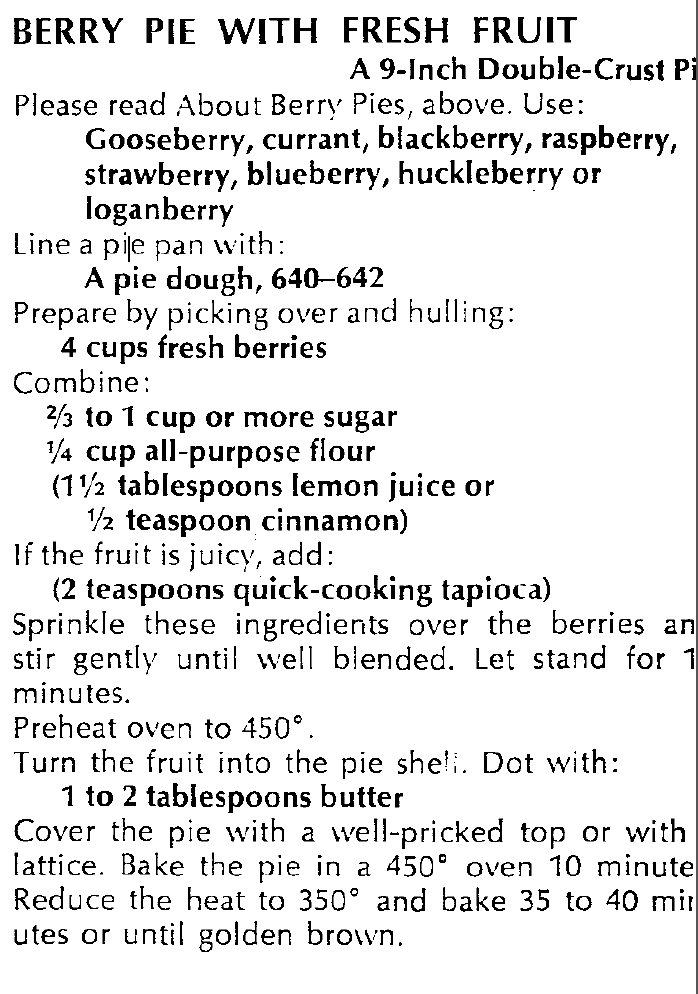 BERRY PIE WITH FRESH FRUIT
A 9-Inch Double-Crust Pi
Please read About Berry Pies, above. Use:
Gooseberry, currant, blackberry, raspberry,
strawberry, blueberry, huckleberry or
loganberry
Line a pie pan with:
A pie dough, 640–642
Prepare by picking over and hulling:
4 cups fresh berries
Combine:
⅔ to 1 cup or more sugar
¼ cup all-purpose flour
(1½ tablespoons lemon juice or
½ teaspoon cinnamon)
If the fruit is juicy, add:
(2 teaspoons quick-cooking tapioca)
Sprinkle these ingredients over the berries an
stir gently until well blended. Let stand for 1
minutes.
Preheat oven to 450°.
Turn the fruit into the pie shell. Dot with:
1 to 2 tablespoons butter
Cover the pie with a well-pricked top or with
lattice. Bake the pie in a 450° oven 10 minute
Reduce the heat to 350° and bake 35 to 40 min
utes or until golden brown.